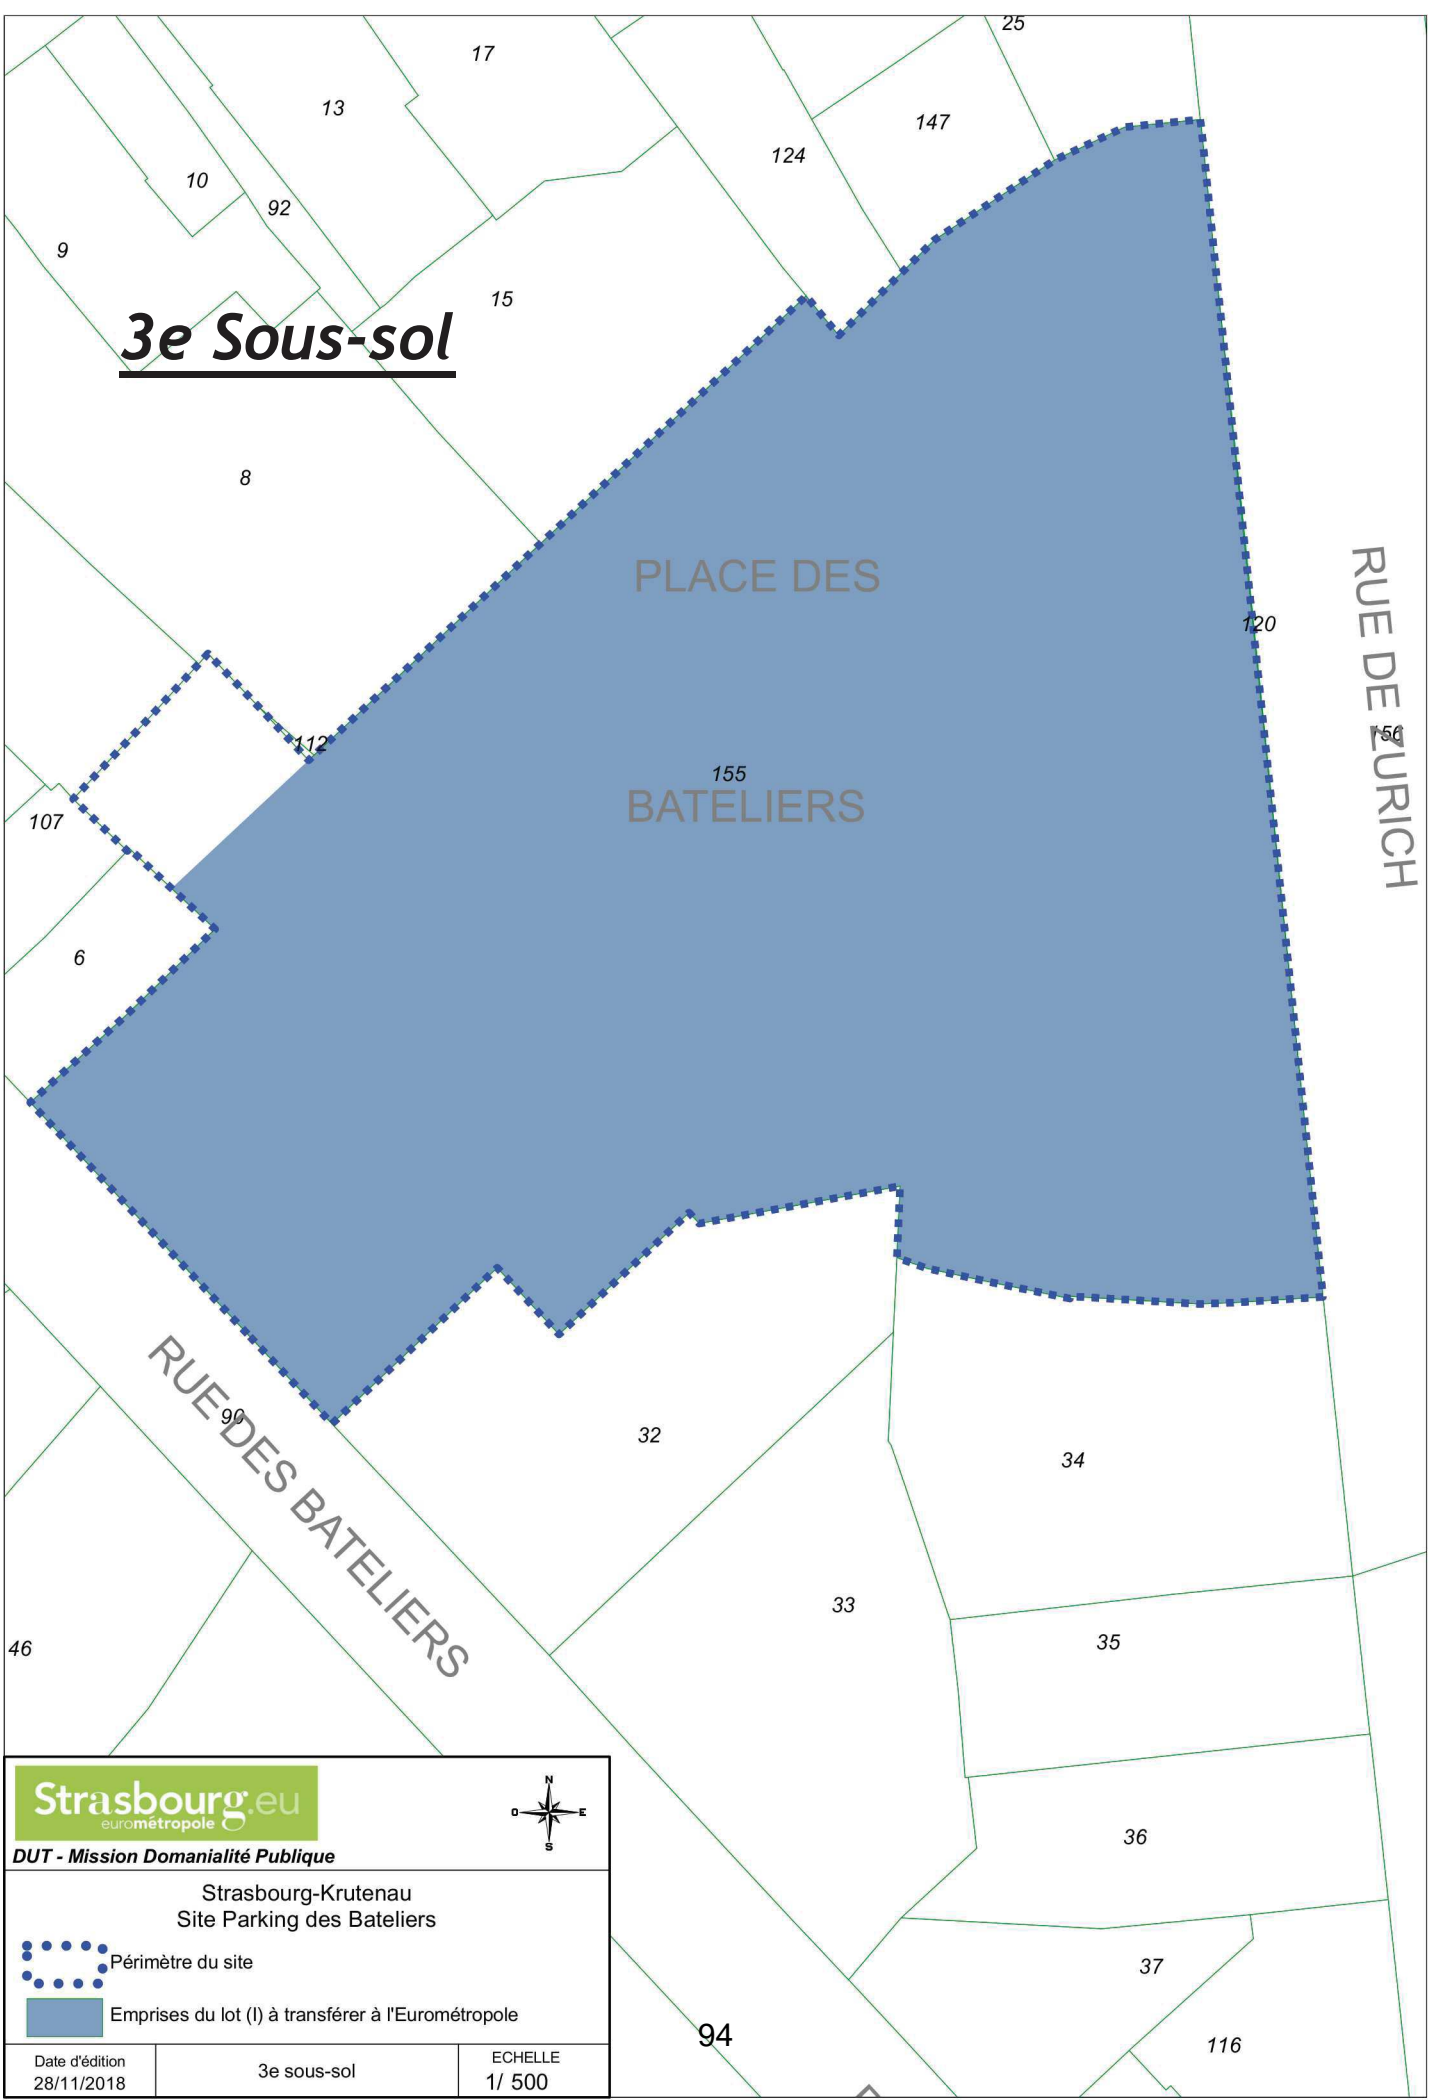 25
17
13
147
124
10
92
9
15
3e Sous-sol
8
PLACE DES
120
RUE DE ZURICH
156
112
155
BATELIERS
107
6
90
RUE DES BATELIERS
32
34
33
35
46
36
37
94
116
Strasbourg.eu
eurométropole
N
O
E
S
DUT - Mission Domanialité Publique
Strasbourg-Krutenau
Site Parking des Bateliers
Périmètre du site
Emprises du lot (I) à transférer à l'Eurométropole
Date d'édition
28/11/2018
3e sous-sol
ECHELLE
1/ 500